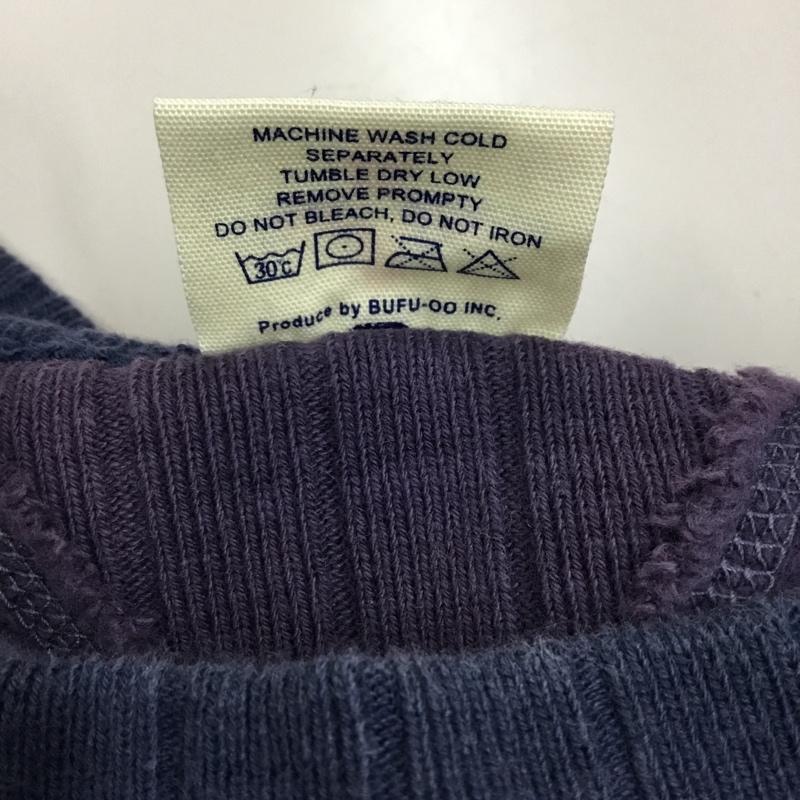 MACHINE WASH COLD
SEPARATELY
TUMBLE DRY LOW
REMOVE PROMPTY
DO NOT BLEACH, DO NOT IRON
30°C
Produce by BUFU-OO INC.